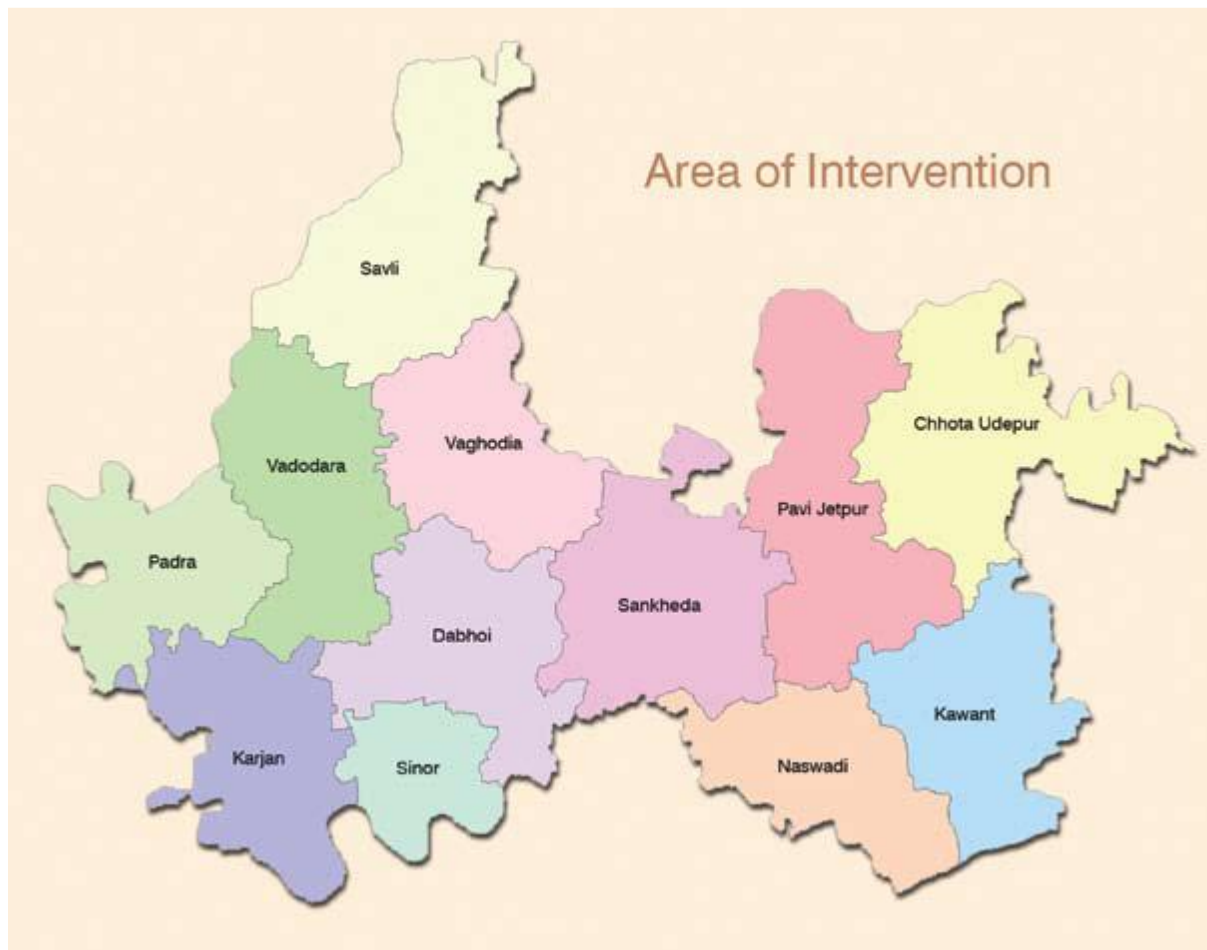 Area of Intervention
Savli
Chhota Udepur
Vaghodia
Vadodara
Pavi Jetpur
Padra
Sankheda
Dabhoi
Kawant
Karjan
Sinor
Naswadi